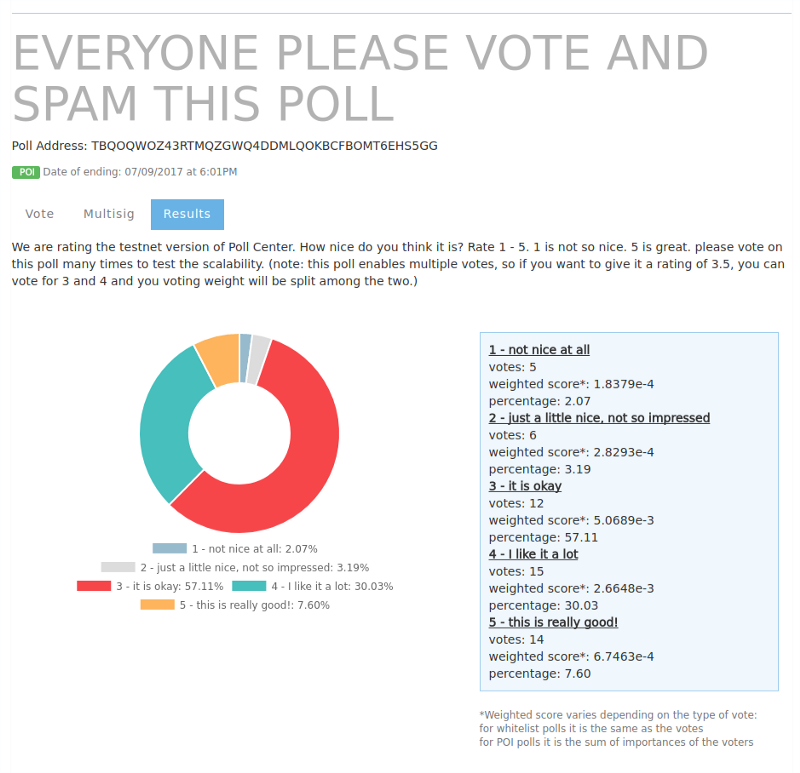 EVERYONE PLEASE VOTE AND
SPAM THIS POLL
Poll Address: TBQOQWOZ43RTMQZGWQ4DDMLQOKBCFBOMT6EHS5GG
POI Date of ending: 07/09/2017 at 6:01PM
Vote Multisig Results
We are rating the testnet version of Poll Center. How nice do you think it is? Rate 1 - 5. 1 is not so nice. 5 is great. please vote on
this poll many times to test the scalability. (note: this poll enables multiple votes, so if you want to give it a rating of 3.5, you can
vote for 3 and 4 and you voting weight will be split among the two.)
1 - not nice at all: 2.07%
2 - just a little nice, not so impressed: 3.19%
3 - it is okay: 57.11% 4 - I like it a lot: 30.03%
5 - this is really good!: 7.60%
1 - not nice at all
votes: 5
weighted score*: 1.8379e-4
percentage: 2.07
2 - just a little nice, not so impressed
votes: 6
weighted score*: 2.8293e-4
percentage: 3.19
3 - it is okay
votes: 12
weighted score*: 5.0689e-3
percentage: 57.11
4 - I like it a lot
votes: 15
weighted score*: 2.6648e-3
percentage: 30.03
5 - this is really good!
votes: 14
weighted score*: 6.7463e-4
percentage: 7.60
*Weighted score varies depending on the type of vote:
for whitelist polls it is the same as the votes
for POI polls it is the sum of importances of the voters